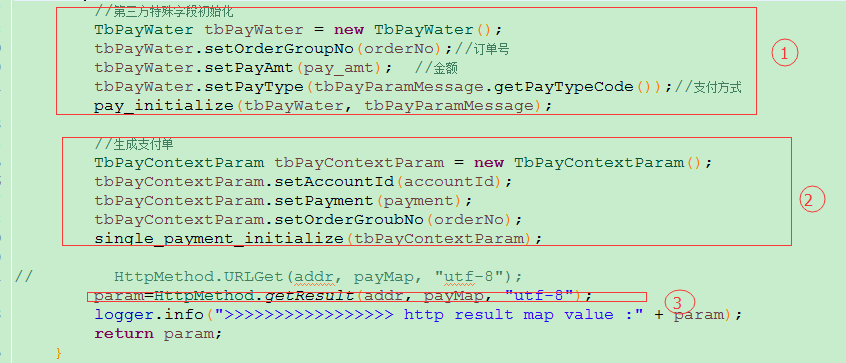 //第三方特殊字段初始化
TbPayWater tbPayWater = new TbPayWater();
tbPayWater.setOrderGroupNo(orderNo);//订单号
tbPayWater.setPayAmt(pay_amt);   //金额
tbPayWater.setPayType(tbPayParamMessage.getPayTypeCode());//支付方式
pay_initialize(tbPayWater, tbPayParamMessage);
1
//生成支付单
TbPayContextParam tbPayContextParam = new TbPayContextParam();
tbPayContextParam.setAccountId(accountId);
tbPayContextParam.setPayment(payment);
tbPayContextParam.setOrderGroubNo(orderNo);
single_payment_initialize(tbPayContextParam);
2
//        HttpMethod.URLGet(addr, payMap, "utf-8");
param=HttpMethod.getResult(addr, payMap, "utf-8");
3
logger.info(">>>>>>>>>>>>>>>>> http result map value :" + param);
return param;
}